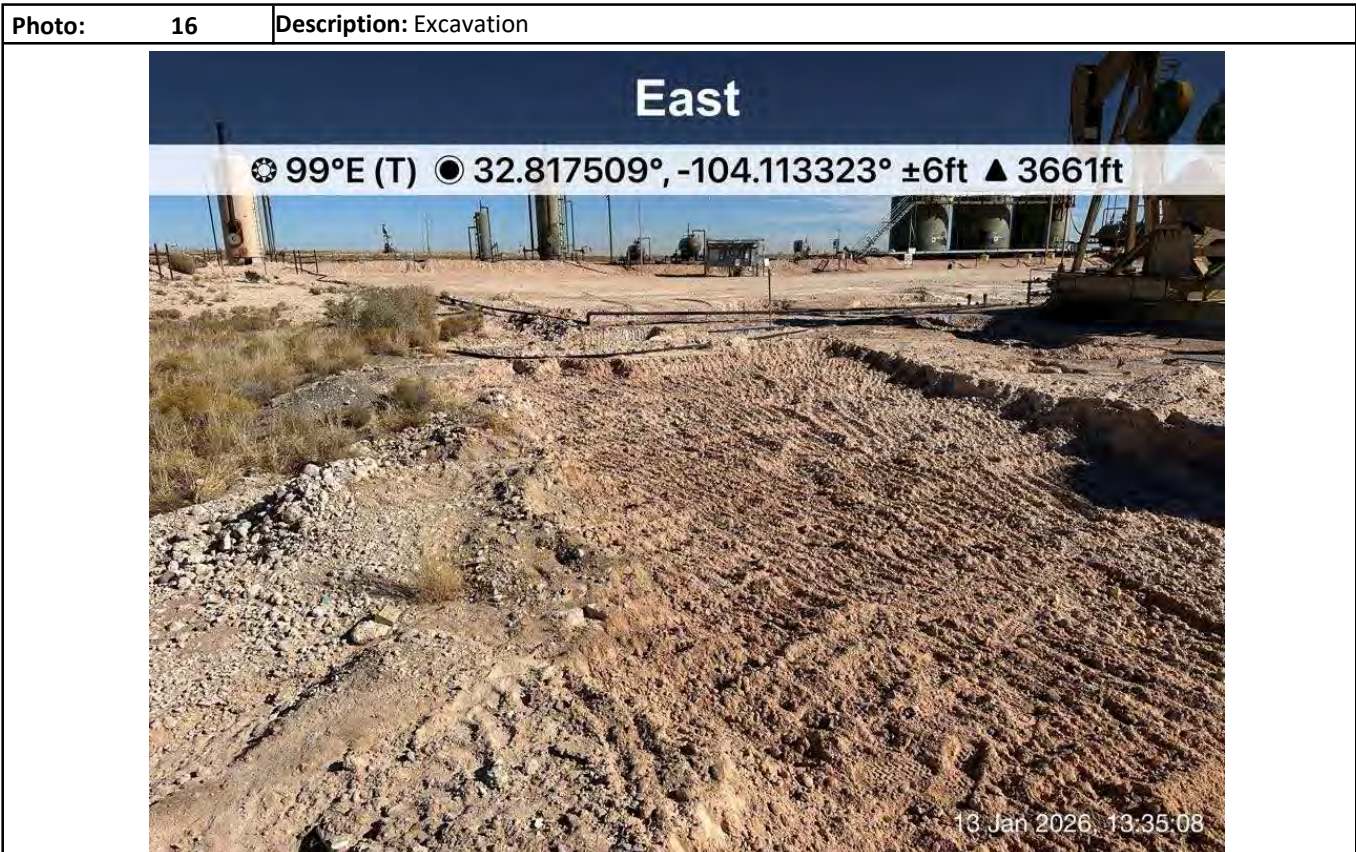 Photo: 16 Description: Excavation
East
99°E (T) 32.817509°, -104.113323° ±6ft ▲ 3661ft
13 Jan 2026, 13:35:08